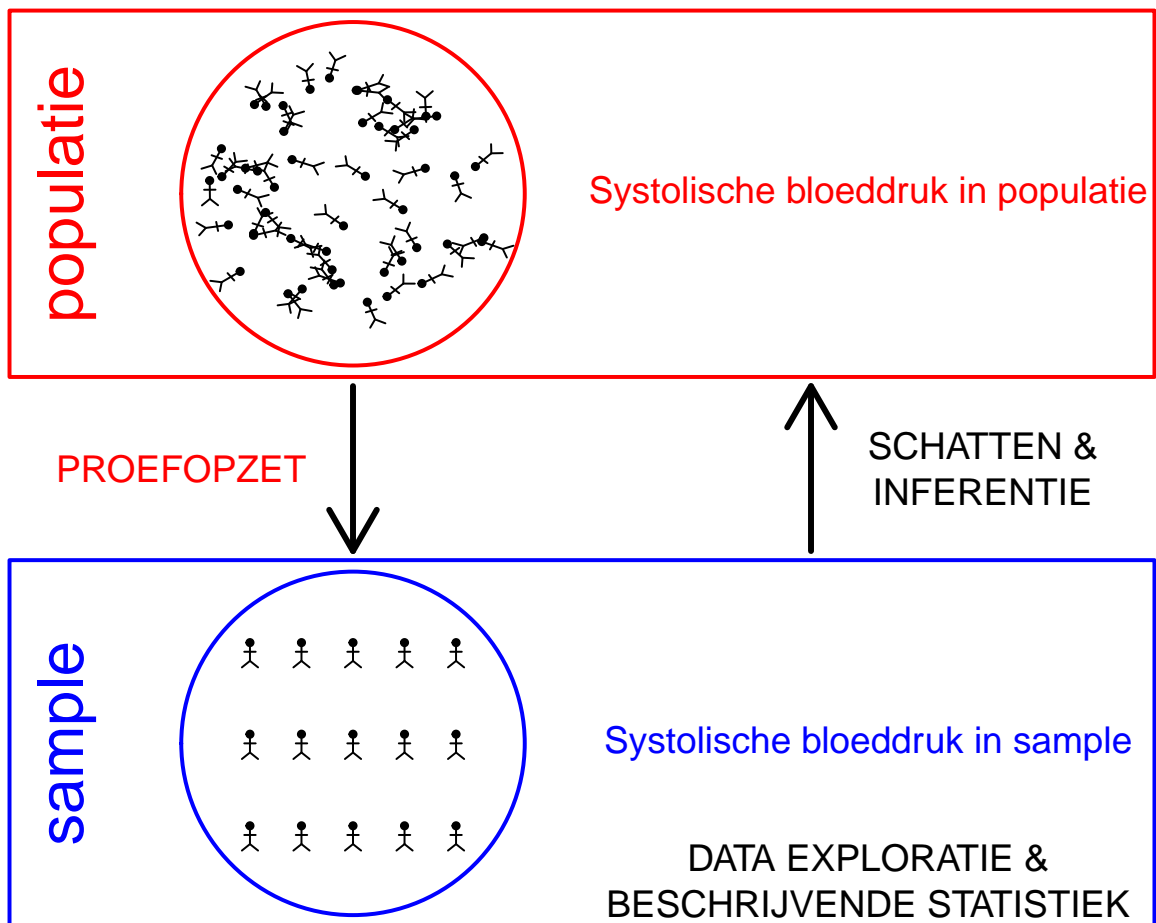 populatie
Systolische bloeddruk in populatie
PROEFOPZET
SCHATTEN &
INFERENTIE
sample
Systolische bloeddruk in sample
DATA EXPLORATIE &
BESCHRIJVENDE STATISTIEK